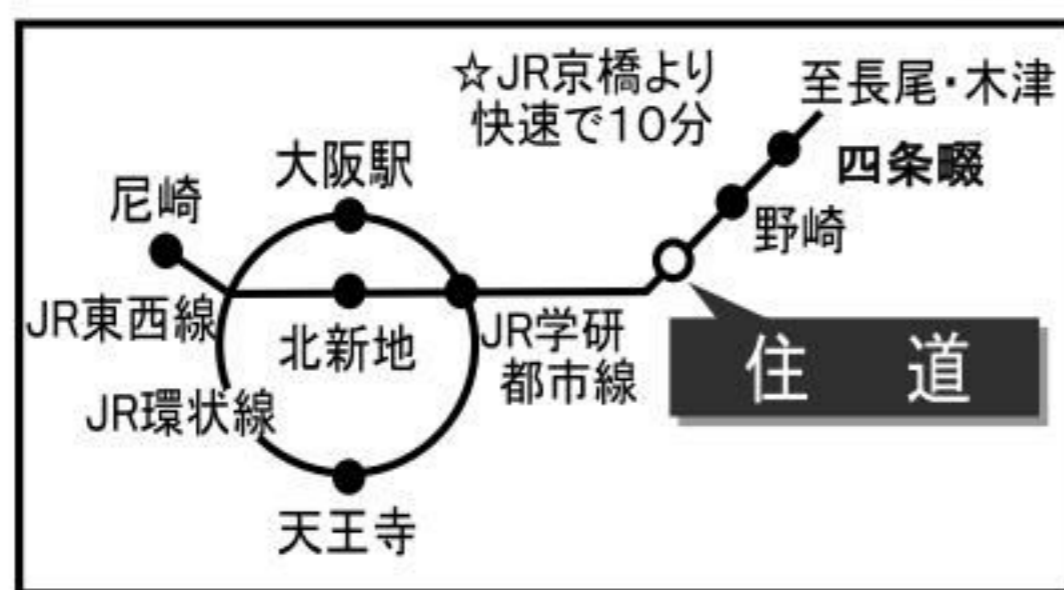 ☆JR京橋より
快速で10分
至長尾・木津
四条畷
野崎
大阪駅
尼崎
JR東西線
北新地
JR学研
都市線
住 道
JR環状線
天王寺